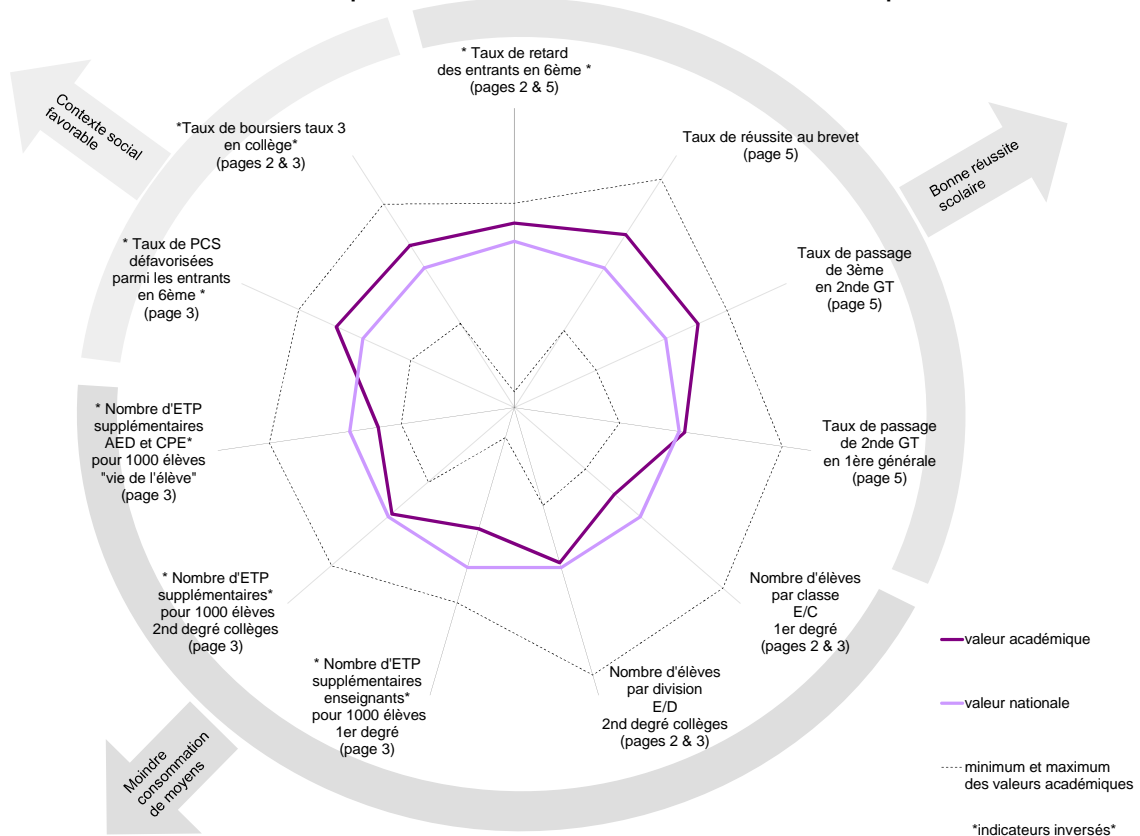 * Taux de retard
des entrants en 6ème *
(pages 2 & 5)
Taux de réussite au brevet
(page 5)
Bonne réussite
scolaire
Taux de passage
de 3ème
en 2nde GT
(page 5)
Taux de passage
de 2nde GT
en 1ère générale
(page 5)
Nombre d'élèves
par classe
E/C
1er degré
(pages 2 & 3)
Nombre d'élèves
par division
E/D
2nd degré collèges
(pages 2 & 3)
* Nombre d'ETP
supplémentaires
enseignants*
pour 1000 élèves
1er degré
(page 3)
* Nombre d'ETP
supplémentaires*
pour 1000 élèves
2nd degré collèges
(page 3)
Moindre
consommation
de moyens
* Nombre d'ETP
supplémentaires
AED et CPE*
pour 1000 élèves
"vie de l'élève"
(page 3)
* Taux de PCS
défavorisées
parmi les entrants
en 6ème *
(page 3)
*Taux de boursiers taux 3
en collège*
(pages 2 & 3)
Contexte social
favorable
valeur académique
valeur nationale
minimum et maximum
des valeurs académiques
*indicateurs inversés*